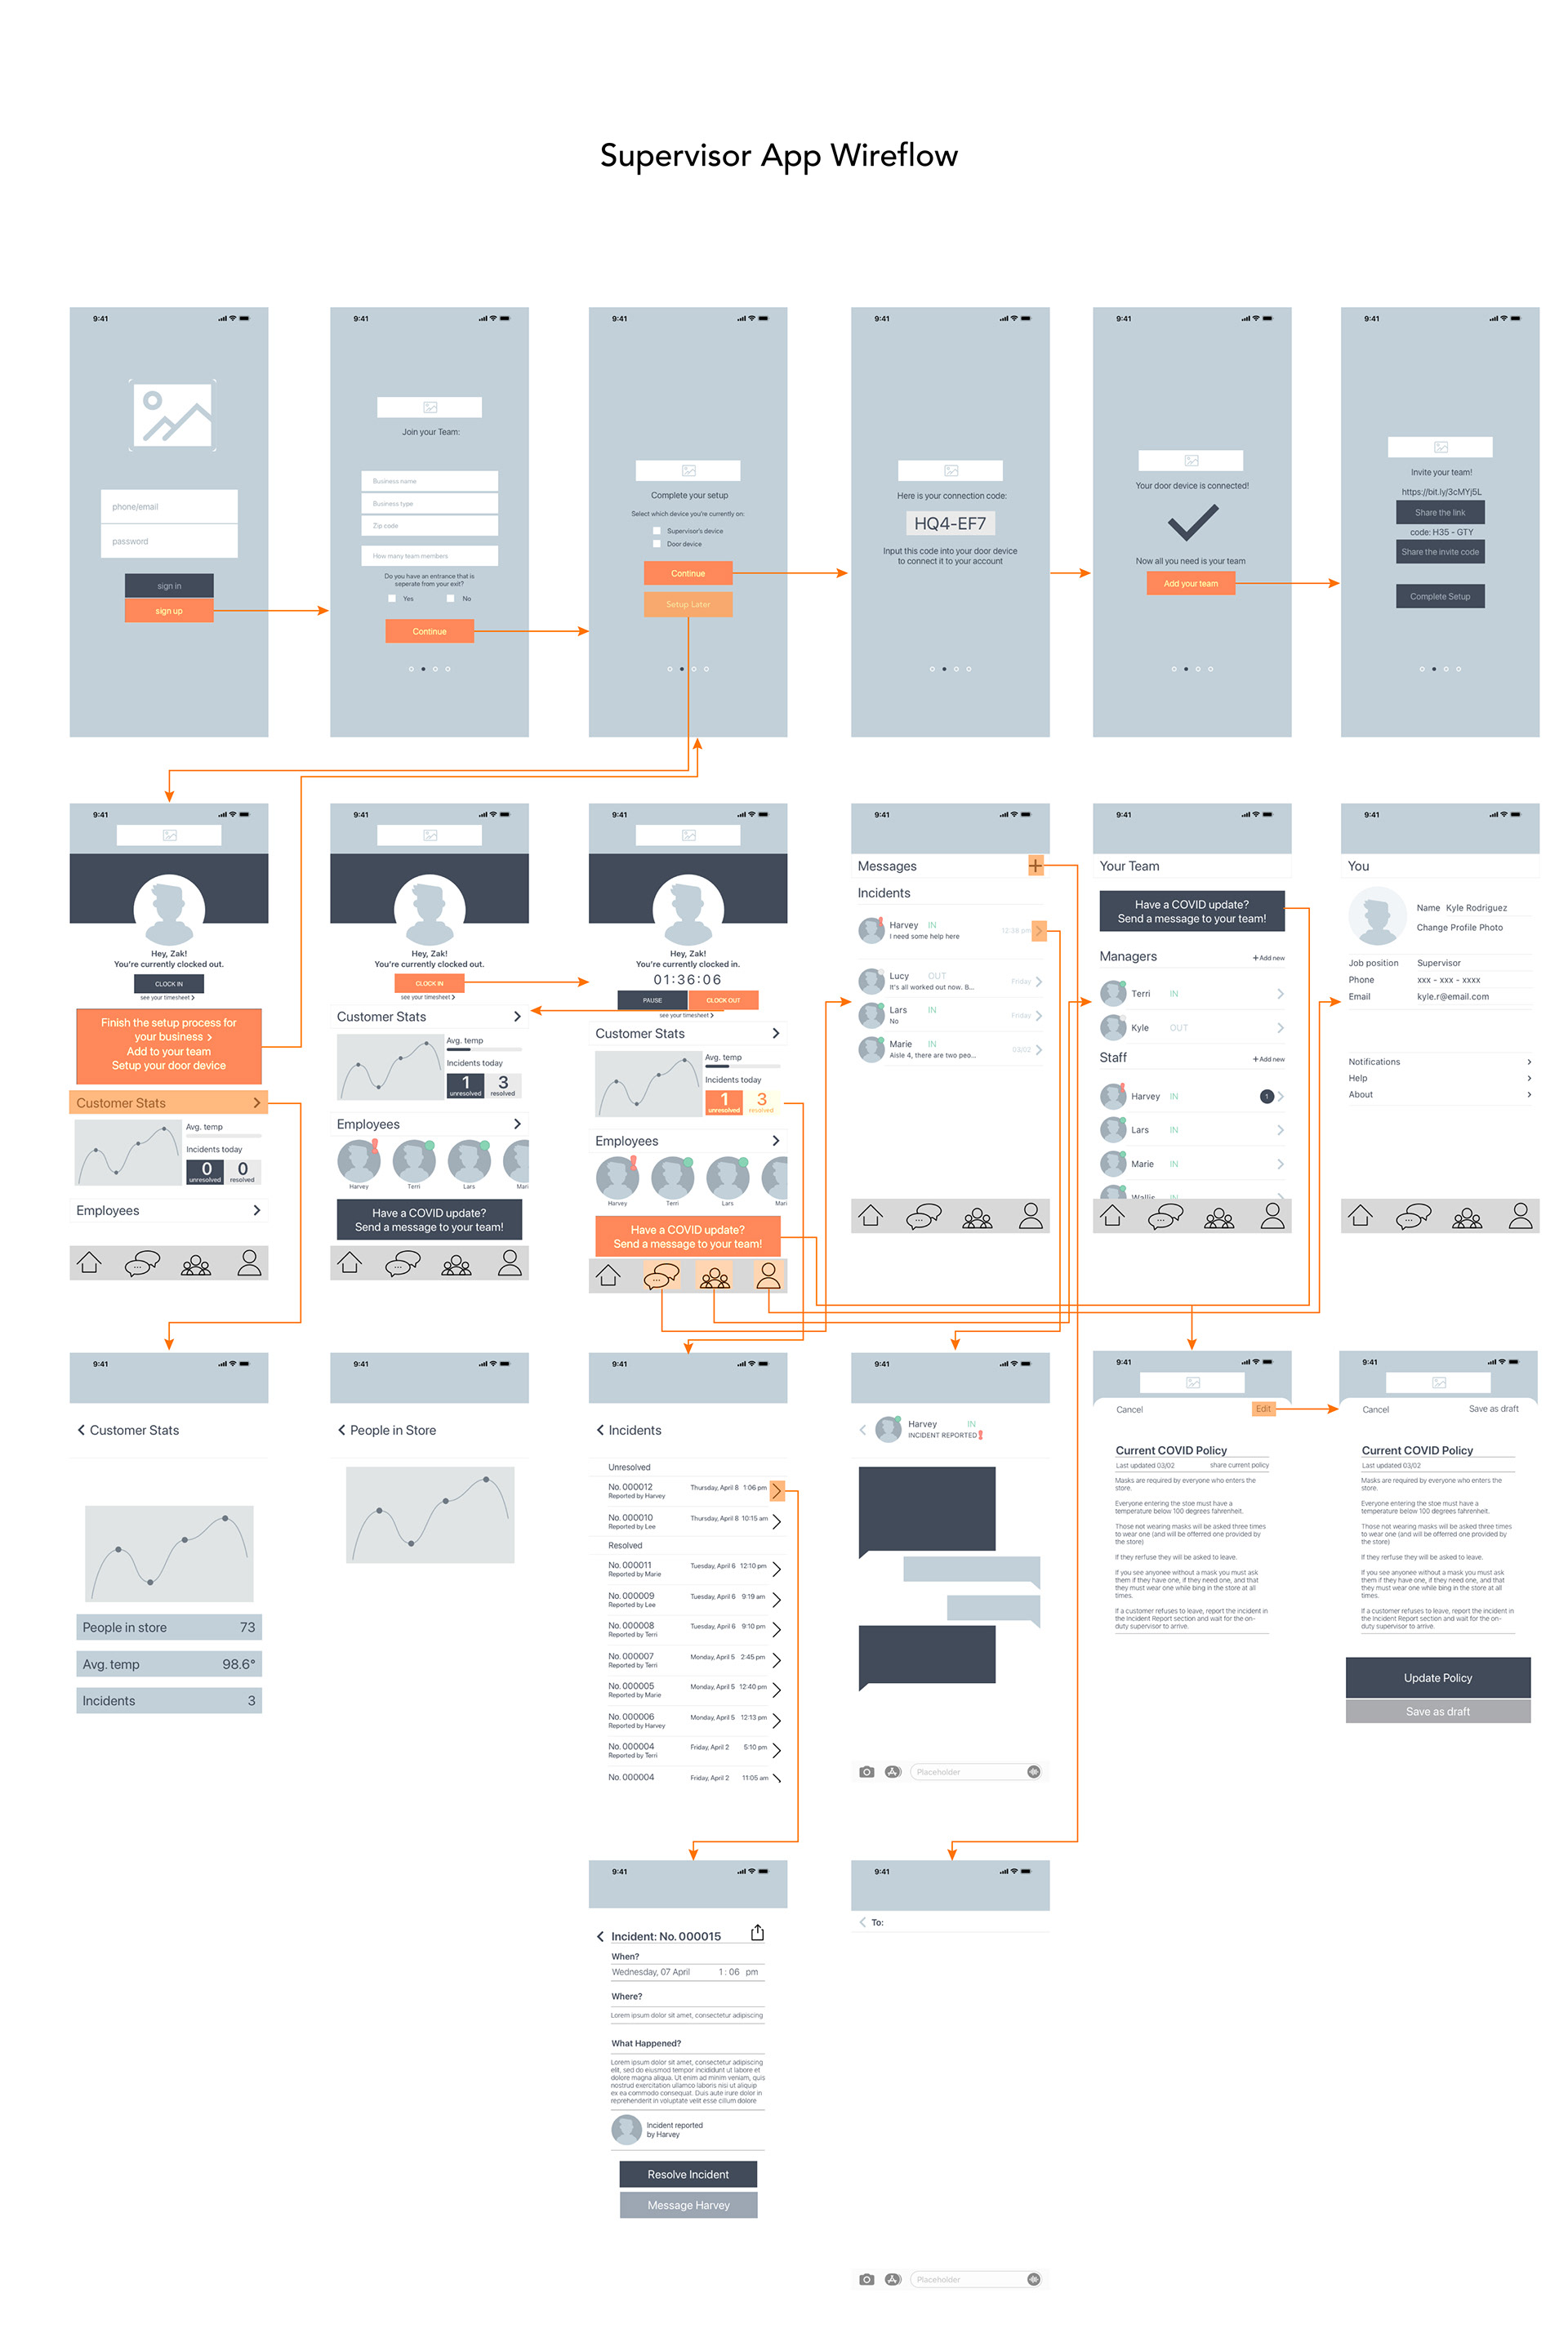 Supervisor App Wireflow
9:41
phone/email
password
sign in
sign up
9:41
Join your Team:
Business name
Business type
Zip code
How many team members
Do you have an entrance that is
seperate from your exit?
Yes No
Continue
9:41
Complete your setup
Select which device you're currently on:
Supervisor's device
Door device
Continue
Setup Later
9:41
Here is your connection code:
HQ4-EF7
Input this code into your door device
to connect it to your account
9:41
Your door device is connected!
Now all you need is your team
Add your team
9:41
Invite your team!
https://bit.ly/3cMYj5L
Share the link
code: H35 - GTY
Share the invite code
Complete Setup
9:41
Hey, Zak!
You're currently clocked out.
CLOCK IN
see your timesheet
Finish the setup process for
your business
Add to your team
Setup your door device
Customer Stats
Avg. temp
Incidents today
0 0
unresolved resolved
Employees
9:41
Hey, Zak!
You're currently clocked out.
CLOCK IN
see your timesheet
Customer Stats
Avg. temp
Incidents today
1 3
unresolved resolved
Employees
Harvey Terri Lars
Have a COVID update?
Send a message to your team!
9:41
Hey, Zak!
You're currently clocked in.
01:36:06
PAUSE CLOCK OUT
see your timesheet
Customer Stats
Avg. temp
Incidents today
1 3
unresolved resolved
Employees
Harvey Terri Lars Mari
Have a COVID update?
Send a message to your team!
9:41
Messages +
Incidents
Harvey IN
I need some help here
12:38 pm
Lucy OUT
It's all worked out now. B...
Friday
Lars IN
No
Friday
Marie IN
Aisle 4, there are two peo...
03/02
9:41
Your Team
Have a COVID update?
Send a message to your team!
Managers + Add new
Terri IN
Kyle OUT
Staff + Add new
Harvey IN 1
Lars IN
Marie IN
Wallis IN
9:41
You
Name Kyle Rodriguez
Change Profile Photo
Job position Supervisor
Phone xxx - xxx - xxxx
Email kyle.r@email.com
Notifications
Help
About
9:41
Customer Stats
People in store 73
Avg. temp 98.6°
Incidents 3
9:41
People in Store
9:41
Incidents
Unresolved
No. 000012 Thursday, April 8 1:06 pm
Reported by Harvey
No. 000010 Thursday, April 8 10:15 am
Reported by Lee
Resolved
No. 000011 Tuesday, April 6 12:10 pm
Reported by Marie
No. 000009 Tuesday, April 6 9:19 am
Reported by Lee
No. 000008 Tuesday, April 6 9:10 pm
Reported by Terri
No. 000007 Monday, April 5 2:45 pm
Reported by Terri
No. 000005 Monday, April 5 12:40 pm
Reported by Marie
No. 000006 Monday, April 5 12:13 pm
Reported by Harvey
No. 000004 Friday, April 2 5:10 pm
Reported by Terri
No. 000004 Friday, April 2 11:05 am
9:41
Harvey IN
INCIDENT REPORTED
Placeholder
9:41
Cancel Edit
Current COVID Policy
Last updated 03/02 share current policy
Masks are required by everyone who enters the
store.
Everyone entering the stoe must have a
temperature below 100 degrees fahrenheit.
Those not wearing masks will be asked three times
to wear one (and will be offerred one provided by
the store)
If they rerfuse they will be asked to leave.
If you see anyonee without a mask you must ask
them if they have one, if they need one, and that
they must wear one while bing in the store at all
times.
If a customer refuses to leave, report the incident in
the Incident Report section and wait for the on-
duty supervisor to arrive.
9:41
Cancel Save as draft
Current COVID Policy
Last updated 03/02
Masks are required by everyone who enters the
store.
Everyone entering the stoe must have a
temperature below 100 degrees fahrenheit.
Those not wearing masks will be asked three times
to wear one (and will be offerred one provided by
the store)
If they rerfuse they will be asked to leave.
If you see anyonee without a mask you must ask
them if they have one, if they need one, and that
they must wear one while bing in the store at all
times.
If a customer refuses to leave, report the incident in
the Incident Report section and wait for the on-
duty supervisor to arrive.
Update Policy
Save as draft
9:41
Incident: No. 000015
When?
Wednesday, 07 April 1 : 06 pm
Where?
Lorem ipsum dolor sit amet, consectetur adipiscing
What Happened?
Lorem ipsum dolor sit amet, consectetur adipiscing
elit, sed do eiusmod tempor incididunt ut labore et
dolore magna aliqua. Ut enim ad minim veniam, quis
nostrud exercitation ullamco laboris nisi ut aliquip
ex ea commodo consequat. Duis aute irure dolor in
reprehenderit in voluptate velit esse cillum dolore
Incident reported
by Harvey
Resolve Incident
Message Harvey
9:41
To:
Placeholder